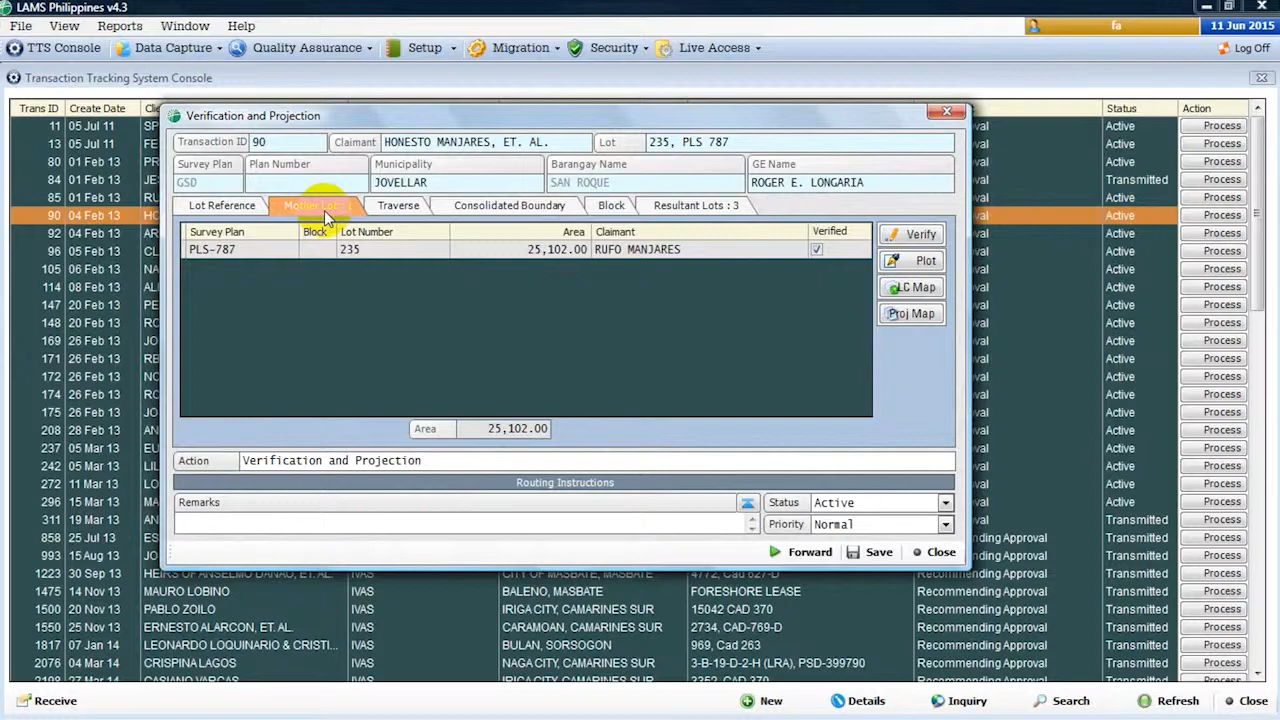 LAMS Philippines v4.3
File View Reports Window Help
fa 11 Jun 2015
TTS Console Data Capture Quality Assurance Setup Migration Security Live Access Log Off
Transaction Tracking System Console
Trans ID Create Date Status Action
11 05 Jul 11 Active Process
13 05 Jul 11 Active Process
80 01 Feb 13 Active Process
84 01 Feb 13 Transmitted Process
85 01 Feb 13 Active Process
90 04 Feb 13 Active Process
92 04 Feb 13 Active Process
96 05 Feb 13 Active Process
105 06 Feb 13 Active Process
114 08 Feb 13 Active Process
147 20 Feb 13 Active Process
148 20 Feb 13 Active Process
169 26 Feb 13 Active Process
171 26 Feb 13 Active Process
172 26 Feb 13 Active Process
174 26 Feb 13 Active Process
175 26 Feb 13 Active Process
208 28 Feb 13 Active Process
237 05 Mar 13 Active Process
242 06 Mar 13 Active Process
272 11 Mar 13 Active Process
296 15 Mar 13 Active Process
311 19 Mar 13 Transmitted Process
858 25 Jul 13 Recommending Approval Transmitted Process
993 15 Aug 13 Recommending Approval Transmitted Process
1223 30 Sep 13 HEIRS OF ANSELMO DANAO, ET. AL. IVAS CITY OF MASBATE, MASBATE 4772, Cad 627-D Recommending Approval Transmitted Process
1475 14 Nov 13 MAURO LOBINO IVAS BALENO, MASBATE FORESHORE LEASE Recommending Approval Transmitted Process
1500 20 Nov 13 PABLO ZOILO IVAS IRIGA CITY, CAMARINES SUR 15042 CAD 370 Recommending Approval Transmitted Process
1550 27 Nov 13 ERNESTO ALARCON, ET. AL. IVAS CARAMOAN, CAMARINES SUR 2734, CAD-769-D Recommending Approval Transmitted Process
1817 07 Jan 14 LEONARDO LOQUINARIO & CRISTI... IVAS PILAN, SORSOGON 969, Cad 263 Recommending Approval Transmitted Process
2076 04 Mar 14 CRISPINA LAGOS IVAS NAGA CITY, CAMARINES SUR 3-B-19-D-2-H (LRA), PSD-399790 Recommending Approval Transmitted Process
Verification and Projection
Transaction ID 90 Claimant HONESTO MANJARES, ET. AL. Lot 235, PLS 787
Survey Plan Plan Number Municipality Barangay Name GE Name
GSD JOVELLAR SAN ROQUE ROGER E. LONGARIA
Lot Reference Mother Lots : 1 Traverse Consolidated Boundary Block Resultant Lots : 3
Survey Plan Block Lot Number Area Claimant Verified
PLS-787 235 25,102.00 RUFO MANJARES
Verify
Plot
LC Map
Proj Map
Area 25,102.00
Action Verification and Projection
Routing Instructions
Remarks Status Active
Priority Normal
Forward Save Close
Receive New Details Inquiry Search Refresh Close